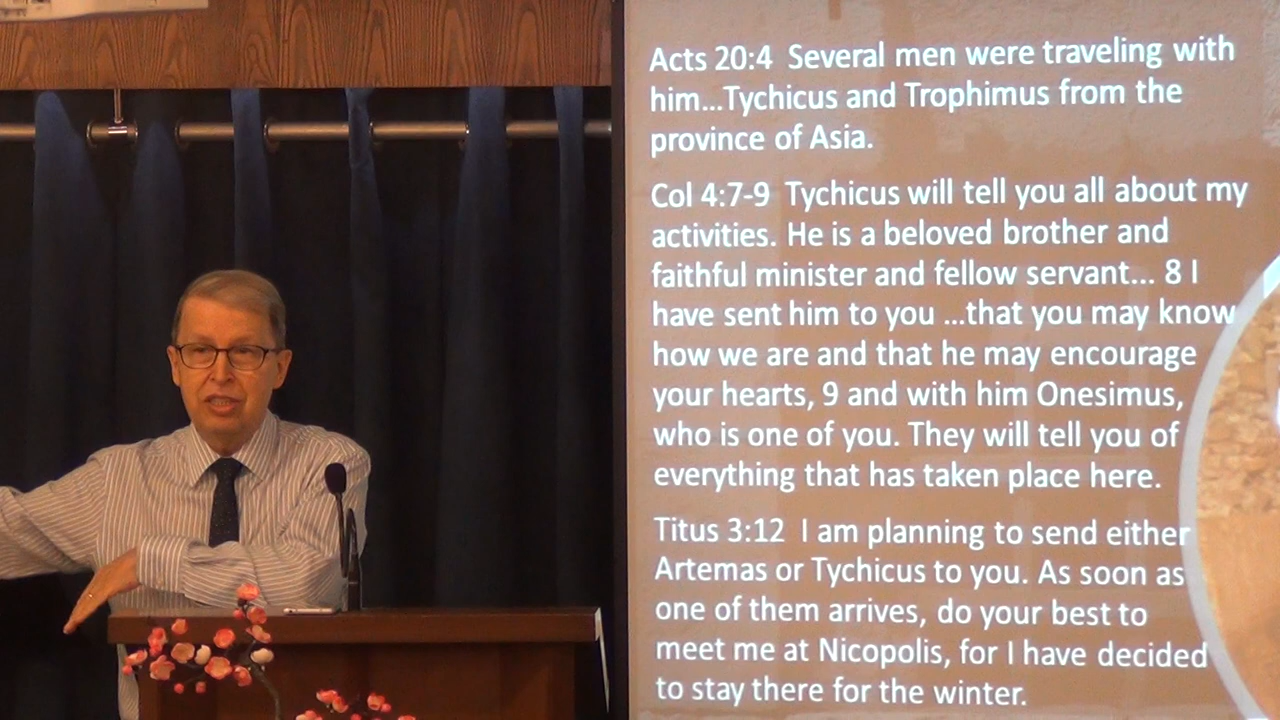 Acts 20:4  Several men were traveling with
him...Tychicus and Trophimus from the
province of Asia.
Col 4:7-9  Tychicus will tell you all about my
activities. He is a beloved brother and
faithful minister and fellow servant... 8 I
have sent him to you ...that you may know
how we are and that he may encourage
your hearts, 9 and with him Onesimus,
who is one of you. They will tell you of
everything that has taken place here.
Titus 3:12  I am planning to send either
Artemas or Tychicus to you. As soon as
one of them arrives, do your best to
meet me at Nicopolis, for I have decided
to stay there for the winter.